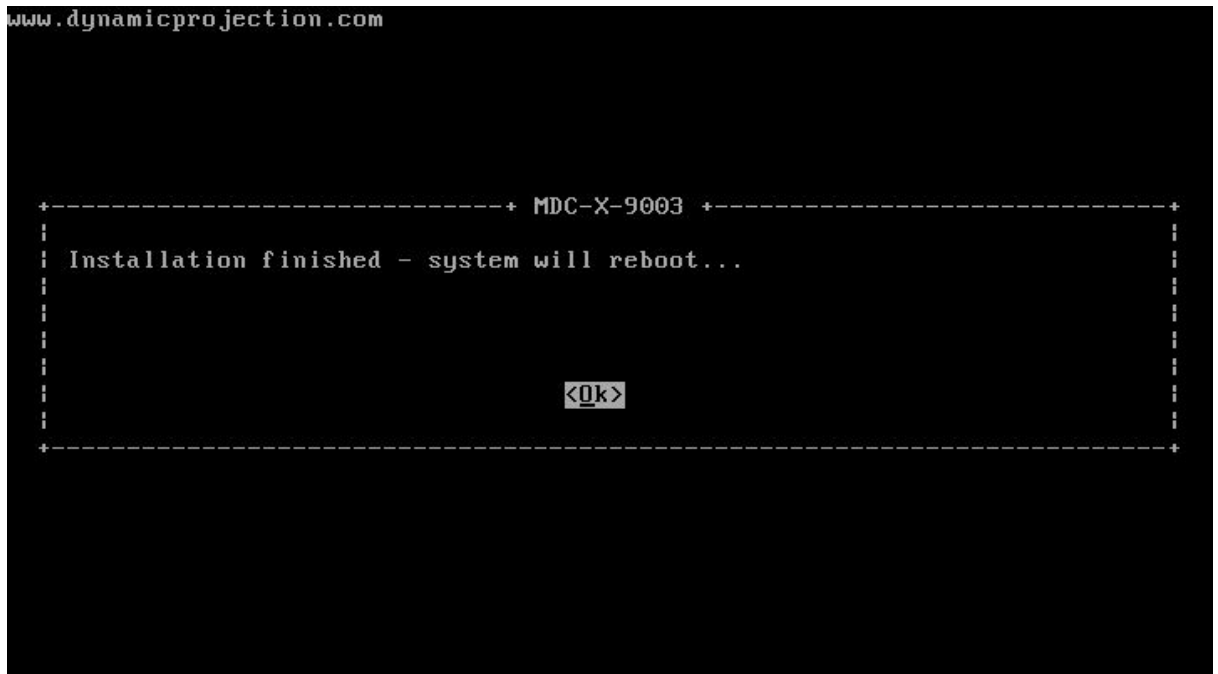 www.dynamicprojection.com
MDC-X-9003
Installation finished - system will reboot...
<Ok>